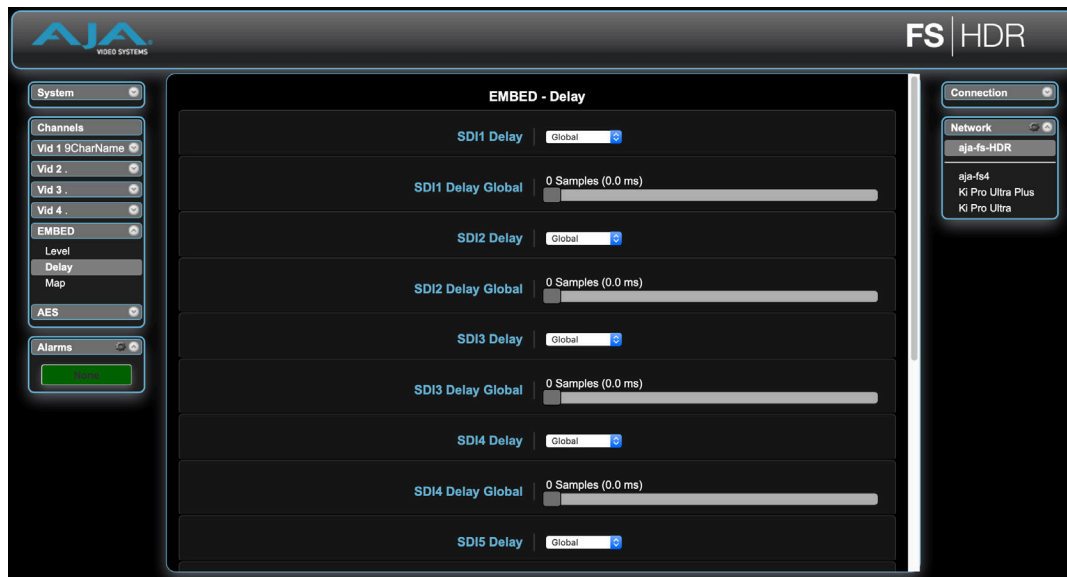 AJA
VIDEO SYSTEMS
FS HDR
System
Channels
Vid 1 9CharName
Vid 2 .
Vid 3 .
Vid 4 .
EMBED
Level
Delay
Map
AES
Alarms
None
EMBED - Delay
SDI1 Delay Global
SDI1 Delay Global 0 Samples (0.0 ms)
SDI2 Delay Global
SDI2 Delay Global 0 Samples (0.0 ms)
SDI3 Delay Global
SDI3 Delay Global 0 Samples (0.0 ms)
SDI4 Delay Global
SDI4 Delay Global 0 Samples (0.0 ms)
SDI5 Delay Global
Connection
Network
aja-fs-HDR
aja-fs4
Ki Pro Ultra Plus
Ki Pro Ultra